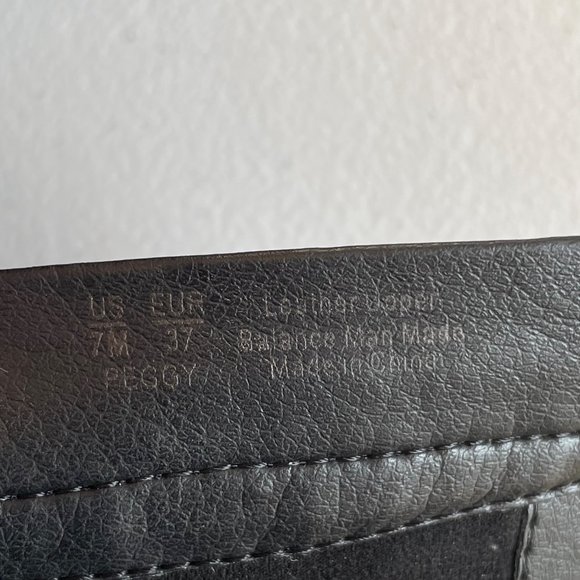 US EUR
7M 37
PEGGY
Leather Upper
Balance Man Made
Made in China